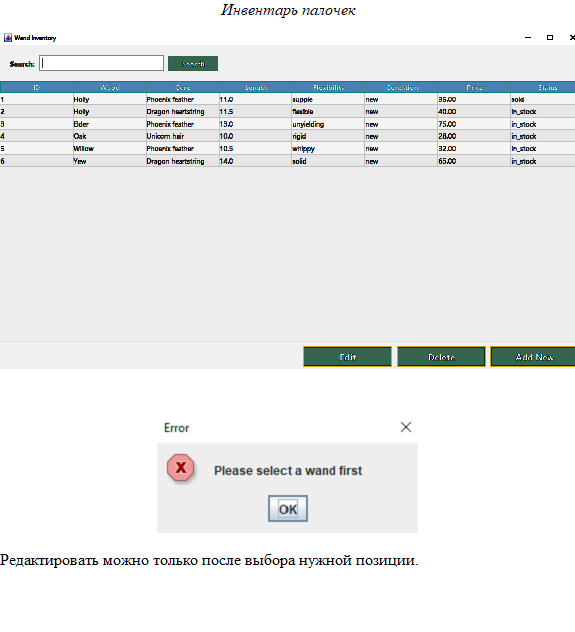 Инвентарь палочек
Wand Inventory
Search: Search
ID Wood Core Length Flexibility Condition Price Status
1 Holly Phoenix feather 11.0 supple new 35.00 sold
2 Holly Dragon heartstring 11.5 flexible new 40.00 in_stock
3 Elder Phoenix feather 13.0 unyielding new 75.00 in_stock
4 Oak Unicorn hair 10.0 rigid new 28.00 in_stock
5 Willow Phoenix feather 10.5 whippy new 32.00 in_stock
6 Yew Dragon heartstring 14.0 solid new 65.00 in_stock
Edit Delete Add New
Error
Please select a wand first
OK
Редактировать можно только после выбора нужной позиции.